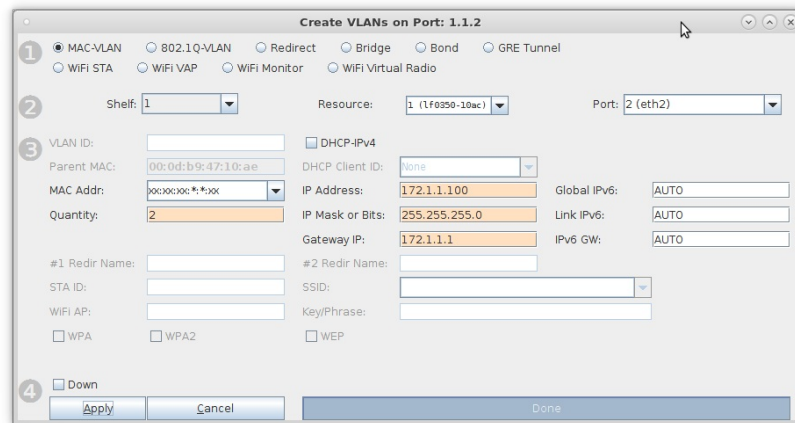 Create VLANs on Port: 1.1.2
1
MAC-VLAN 802.1Q-VLAN Redirect Bridge Bond GRE Tunnel
WiFi STA WiFi VAP WiFi Monitor WiFi Virtual Radio
2
Shelf: 1 Resource: 1 (lf0350-10ac) Port: 2 (eth2)
3
VLAN ID: DHCP-IPv4
Parent MAC: 00:0d:b9:47:10:ae DHCP Client ID: None
MAC Addr: xx:xx:xx:*:*:xx IP Address: 172.1.1.100 Global IPv6: AUTO
Quantity: 2 IP Mask or Bits: 255.255.255.0 Link IPv6: AUTO
Gateway IP: 172.1.1.1 IPv6 GW: AUTO
#1 Redir Name: #2 Redir Name:
STA ID: SSID:
WiFi AP: Key/Phrase:
WPA WPA2 WEP
4
Down
Apply Cancel Done